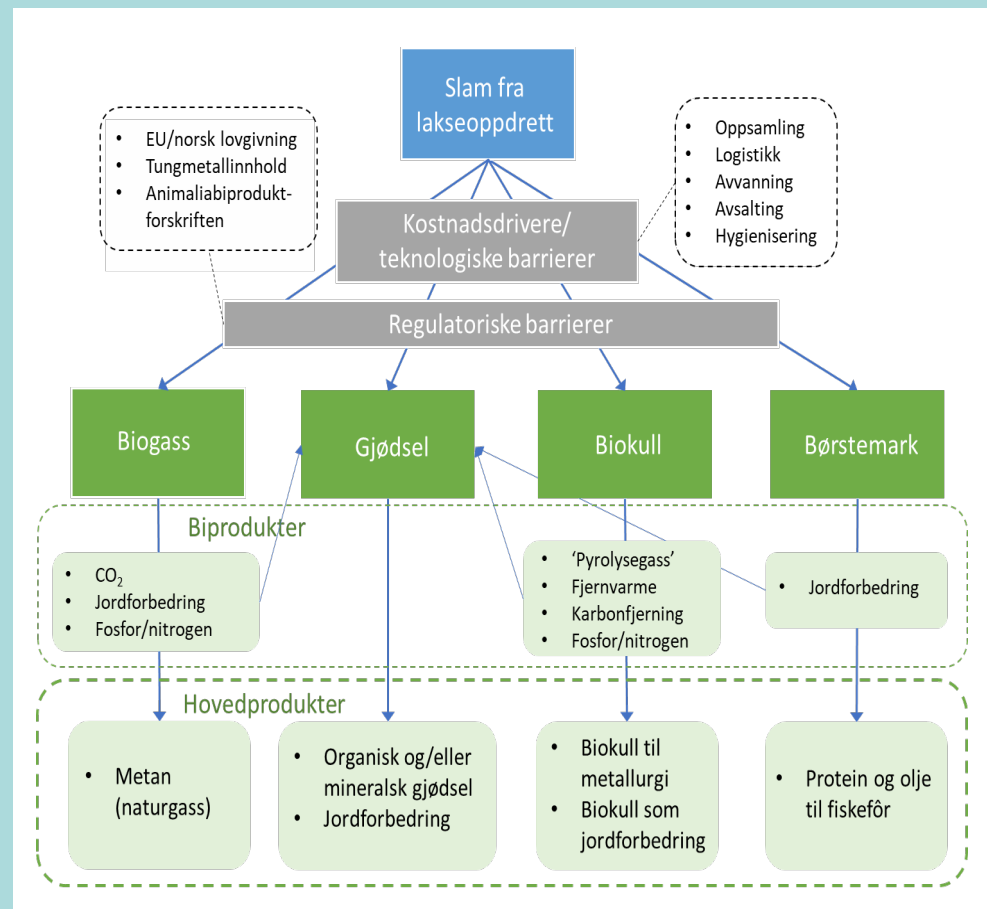 Slam fra
lakseoppdrett
• EU/norsk lovgivning
• Tungmetallinnhold
• Animaliabiprodukt-
forskriften
• Oppsamling
• Logistikk
• Avvanning
• Avsalting
• Hygienisering
Kostnadsdrivere/
teknologiske barrierer
Regulatoriske barrierer
Biogass
Gjødsel
Biokull
Børstemark
Biprodukter
• CO₂
• Jordforbedring
• Fosfor/nitrogen
• ‘Pyrolysegass’
• Fjernvarme
• Karbonfjerning
• Fosfor/nitrogen
• Jordforbedring
Hovedprodukter
• Metan
(naturgass)
• Organisk og/eller
mineralsk gjødsel
• Jordforbedring
• Biokull til
metallurgi
• Biokull som
jordforbedring
• Protein og olje
til fiskefôr